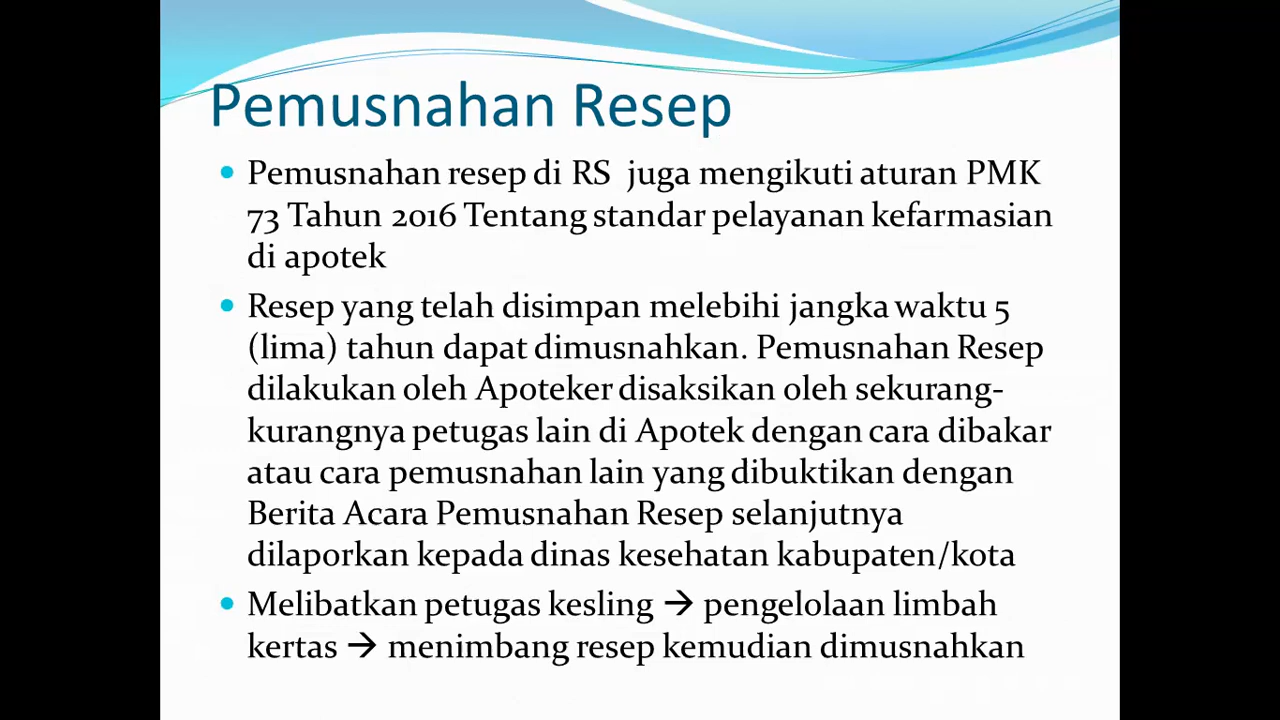 Pemusnahan Resep
• Pemusnahan resep di RS juga mengikuti aturan PMK
73 Tahun 2016 Tentang standar pelayanan kefarmasian
di apotek
• Resep yang telah disimpan melebihi jangka waktu 5
(lima) tahun dapat dimusnahkan. Pemusnahan Resep
dilakukan oleh Apoteker disaksikan oleh sekurang-
kurangnya petugas lain di Apotek dengan cara dibakar
atau cara pemusnahan lain yang dibuktikan dengan
Berita Acara Pemusnahan Resep selanjutnya
dilaporkan kepada dinas kesehatan kabupaten/kota
• Melibatkan petugas kesling → pengelolaan limbah
kertas → menimbang resep kemudian dimusnahkan